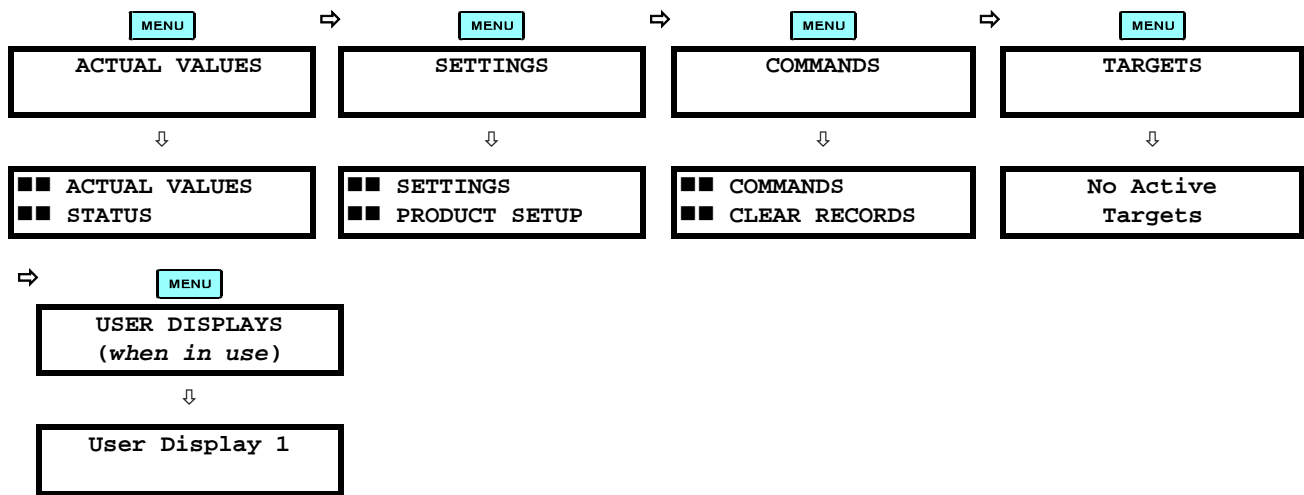 MENU
MENU
MENU
MENU
ACTUAL VALUES
SETTINGS
COMMANDS
TARGETS
ACTUAL VALUES
STATUS
SETTINGS
PRODUCT SETUP
COMMANDS
CLEAR RECORDS
No Active
Targets
MENU
USER DISPLAYS
(when in use)
User Display 1